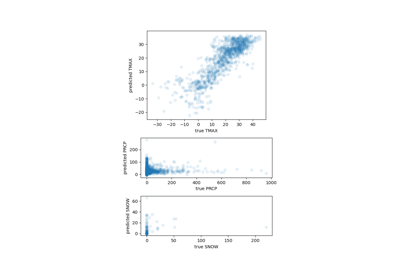 30
20
10
0
−10
−20
predicted TMAX
−30 −20 −10 0 10 20 30 40
true TMAX
200
100
0
predicted PRCP
0 200 400 600 800 1000
true PRCP
60
40
20
0
predicted SNOW
0 50 100 150 200
true SNOW